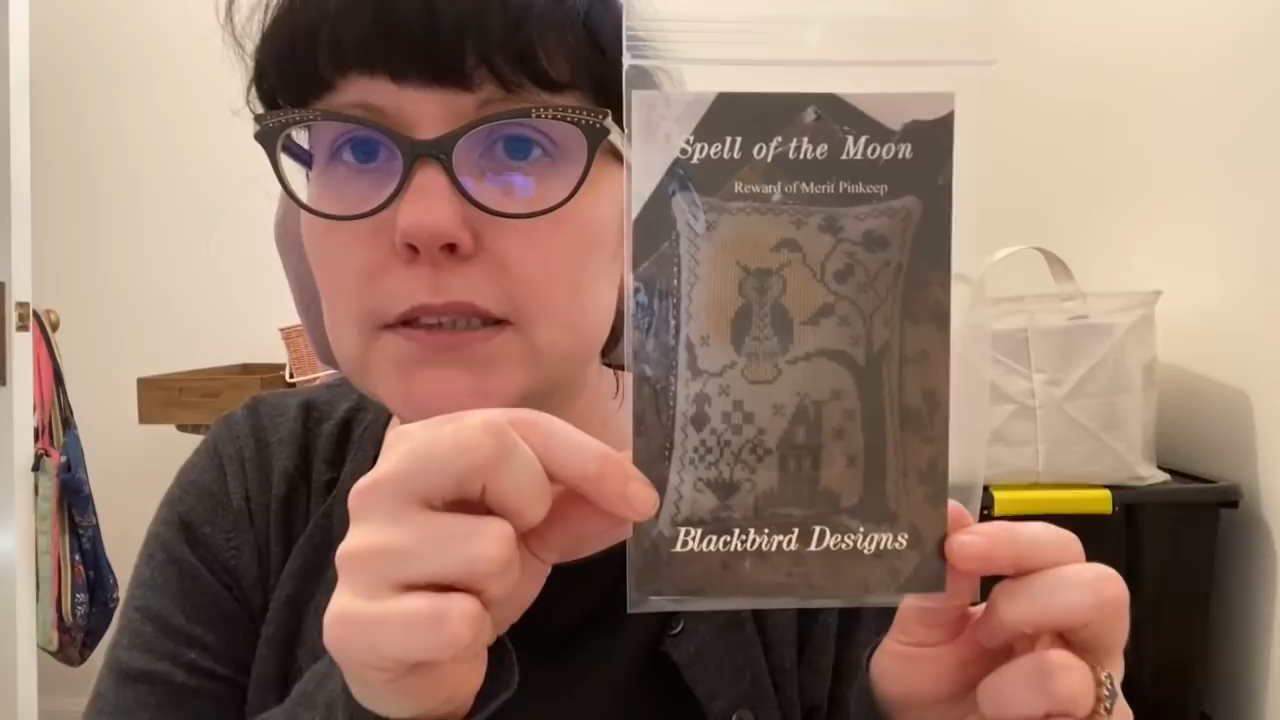 Spell of the Moon
Reward of Merit Pinkeep
Blackbird Designs